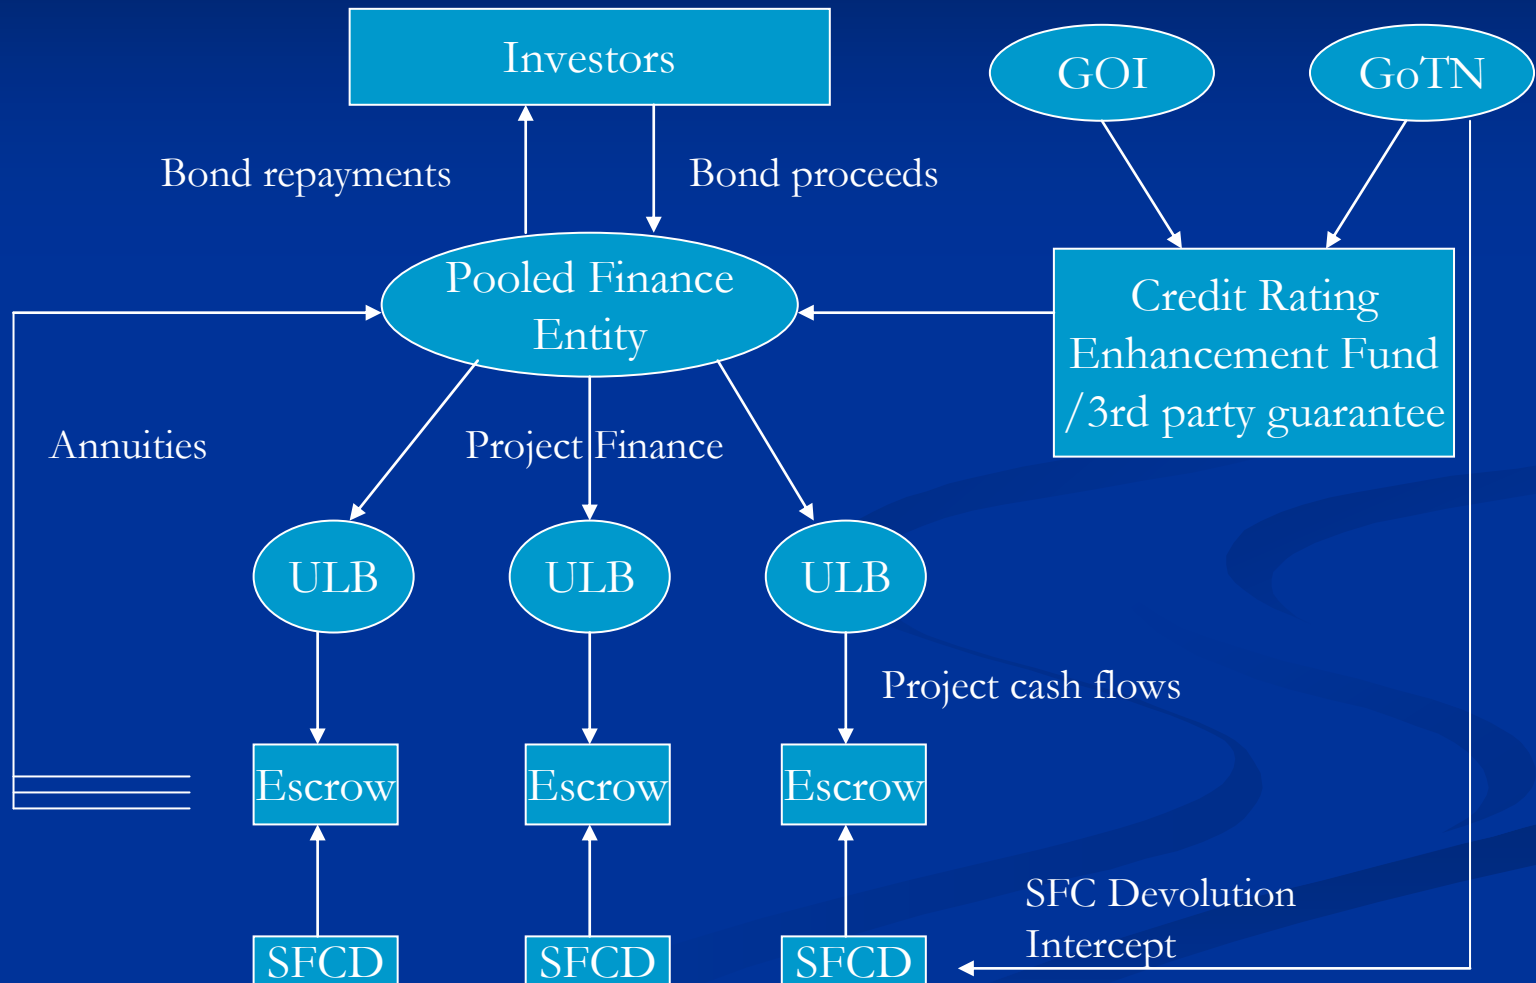 Investors
GOI
GoTN
Bond repayments
Bond proceeds
Pooled Finance
Entity
Credit Rating
Enhancement Fund
/3rd party guarantee
Annuities
Project Finance
ULB
ULB
ULB
Project cash flows
Escrow
Escrow
Escrow
SFC Devolution
Intercept
SFCD
SFCD
SFCD